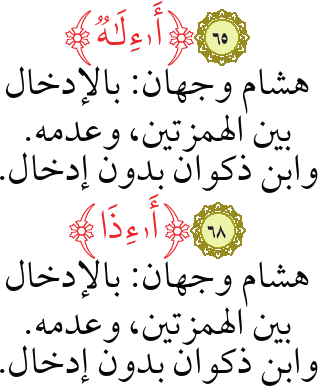 ٦٥ ﴿أَ۟ءِلَٰهٞ﴾
هشام وجهان: بالإدخال
بين الهمزتين، وعدمه.
وابن ذكوان بدون إدخال.
٦٨ ﴿أَ۟ءِذَا﴾
هشام وجهان: بالإدخال
بين الهمزتين، وعدمه.
وابن ذكوان بدون إدخال.